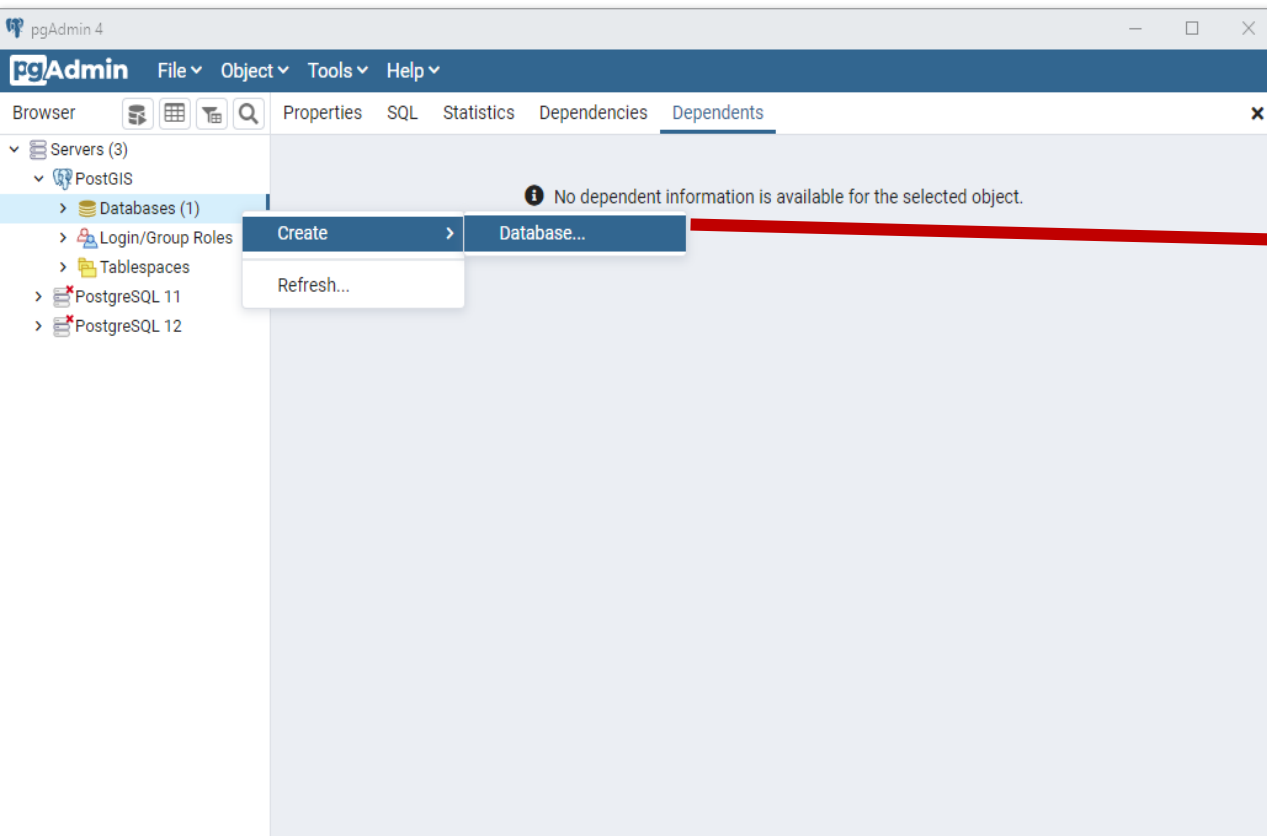 pgAdmin 4
pgAdmin File Object Tools Help
Browser Properties SQL Statistics Dependencies Dependents
Servers (3)
PostGIS
No dependent information is available for the selected object.
Databases (1)
Create Database...
Login/Group Roles
Tablespaces
Refresh...
PostgreSQL 11
PostgreSQL 12